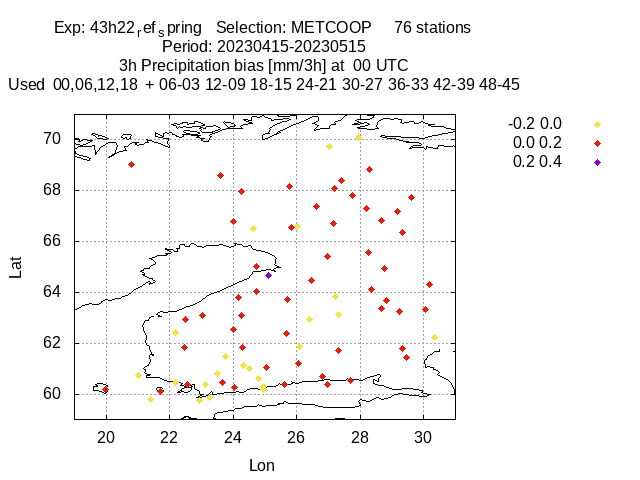 Exp: 43h22ref spring   Selection: METCOOP     76 stations
Period: 20230415-20230515
3h Precipitation bias [mm/3h] at  00 UTC
Used  00,06,12,18  + 06-03 12-09 18-15 24-21 30-27 36-33 42-39 48-45
-0.2 0.0
0.0 0.2
0.2 0.4
70
68
66
64
62
60
Lat
20 22 24 26 28 30
Lon